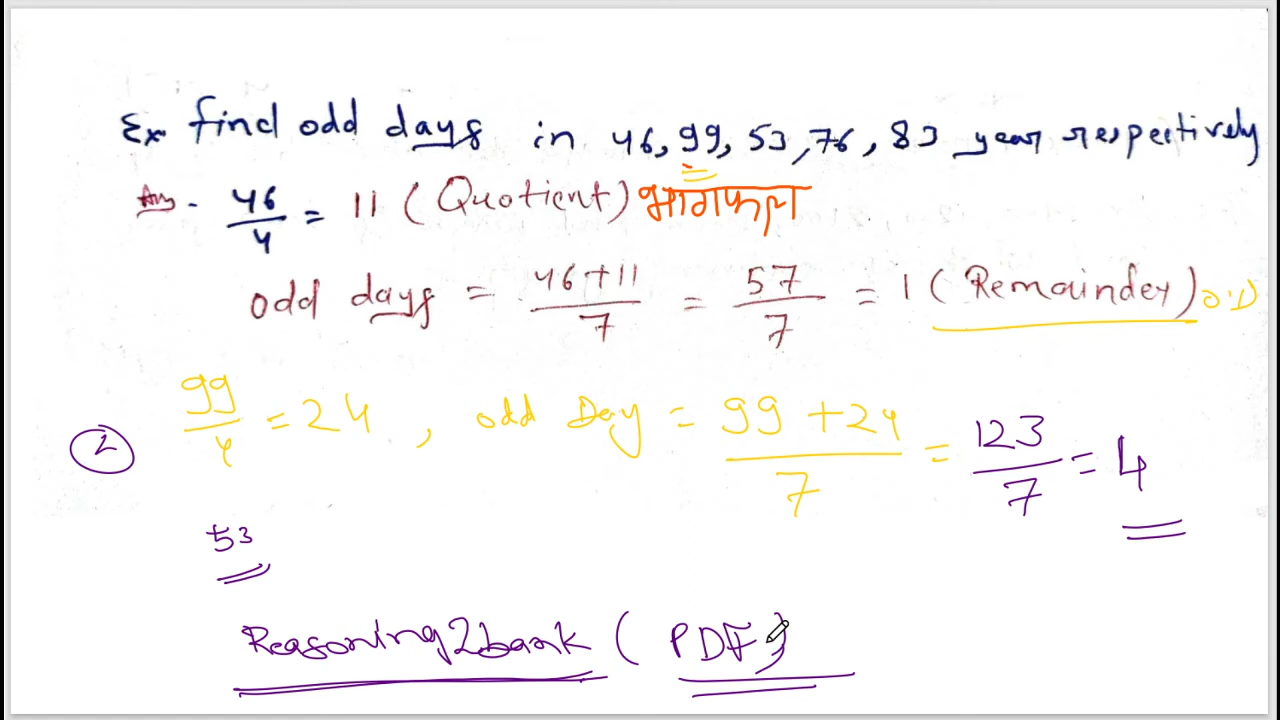 Ex. find odd days in 46, 99, 53, 76, 83 year respectively
Ans - 46/4 = 11 (Quotient) भागफल
odd days = 46+11/7 = 57/7 = 1 (Remainder) O.D
2 99/4 = 24, odd Day = 99+24/7 = 123/7 = 4
53
Reasoning2bank (PDF)